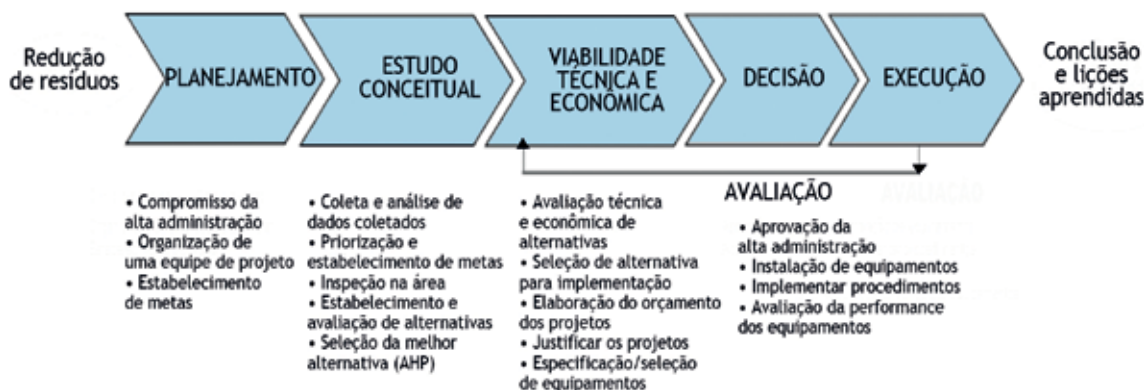 Redução
de resíduos
PLANEJAMENTO
ESTUDO
CONCEITUAL
VIABILIDADE
TÉCNICA E
ECONÔMICA
DECISÃO
EXECUÇÃO
Conclusão
e lições
aprendidas
• Compromisso da
alta administração
• Organização de
uma equipe de projeto
• Estabelecimento
de metas
• Coleta e análise de
dados coletados
• Priorização e
estabelecimento de metas
• Inspeção na área
• Estabelecimento e
avaliação de alternativas
• Seleção da melhor
alternativa (AHP)
• Avaliação técnica
e econômica de
alternativas
• Seleção de alternativa
para implementação
• Elaboração do orçamento
dos projetos
• Justificar os projetos
• Especificação/seleção
de equipamentos
AVALIAÇÃO
• Aprovação da
alta administração
• Instalação de equipamentos
• Implementar procedimentos
• Avaliação da performance
dos equipamentos